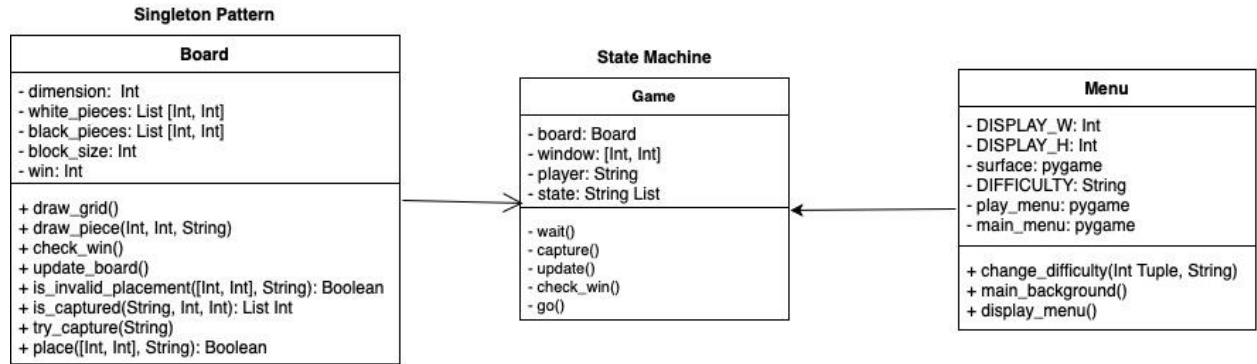 Singleton Pattern
Board
- dimension: Int
- white_pieces: List [Int, Int]
- black_pieces: List [Int, Int]
- block_size: Int
- win: Int
+ draw_grid()
+ draw_piece(Int, Int, String)
+ check_win()
+ update_board()
+ is_invalid_placement([Int, Int], String): Boolean
+ is_captured(String, Int, Int): List Int
+ try_capture(String)
+ place([Int, Int], String): Boolean
State Machine
Game
- board: Board
- window: [Int, Int]
- player: String
- state: String List
- wait()
- capture()
- update()
- check_win()
- go()
Menu
- DISPLAY_W: Int
- DISPLAY_H: Int
- surface: pygame
- DIFFICULTY: String
- play_menu: pygame
- main_menu: pygame
+ change_difficulty(Int Tuple, String)
+ main_background()
+ display_menu()